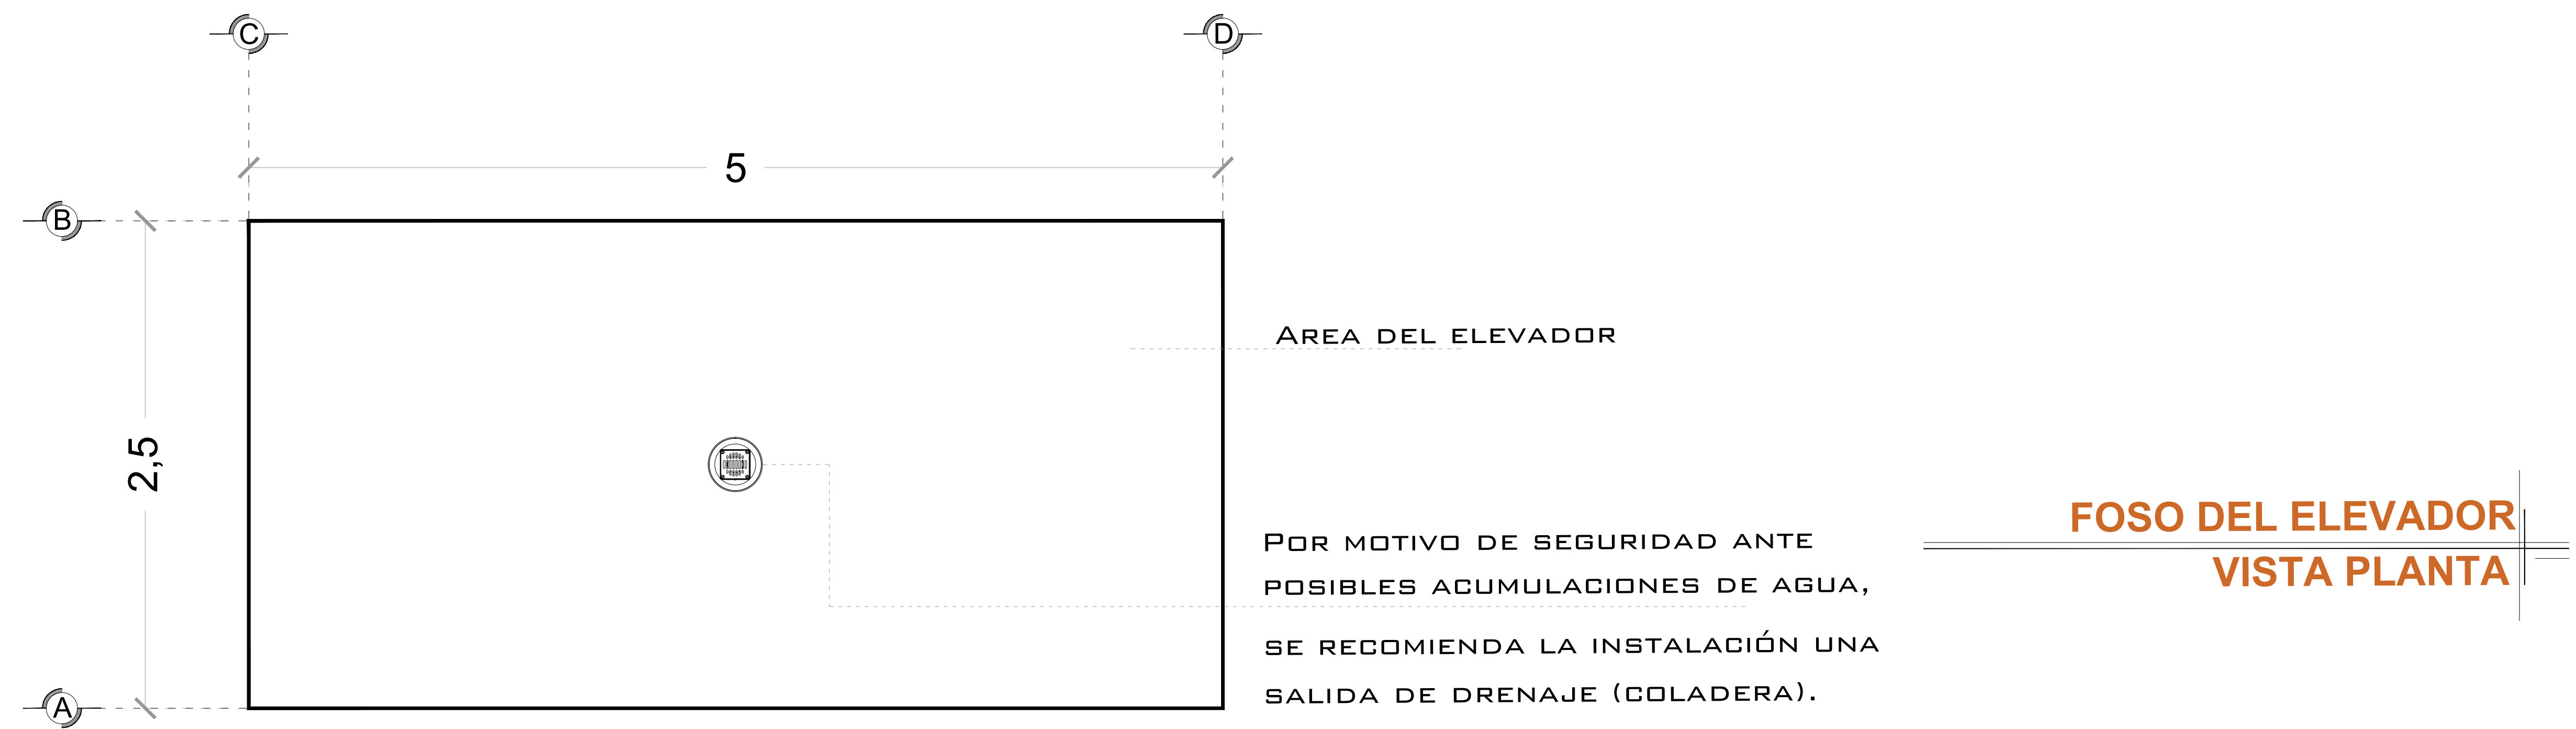 C
D
5
B
2,5
A
AREA DEL ELEVADOR
POR MOTIVO DE SEGURIDAD ANTE
POSIBLES ACUMULACIONES DE AGUA,
SE RECOMIENDA LA INSTALACIÓN UNA
SALIDA DE DRENAJE (COLADERA).
FOSO DEL ELEVADOR
VISTA PLANTA